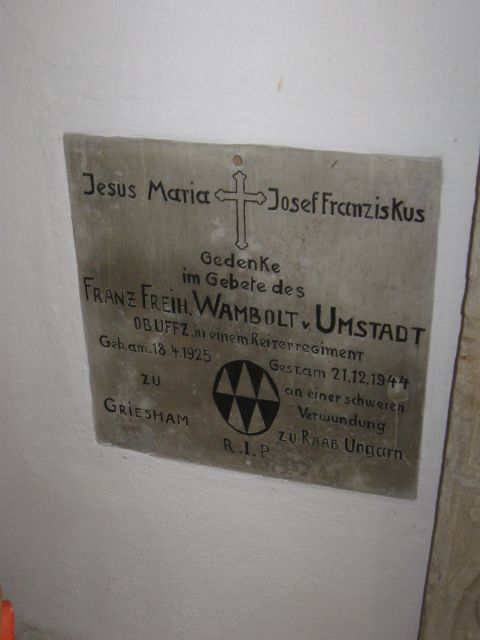 Jesus Maria Josef Franziskus
Gedenke
im Gebete des
Franz Freih. Wambolt v. Umstadt
OBUFFZ. in einem Reiterregiment
Geb. am. 18.4.1925
zu
Griesham
Gest. am 21.12.1944
an einer schweren
Verwundung
zu Raab Ungarn.
R.I.P.